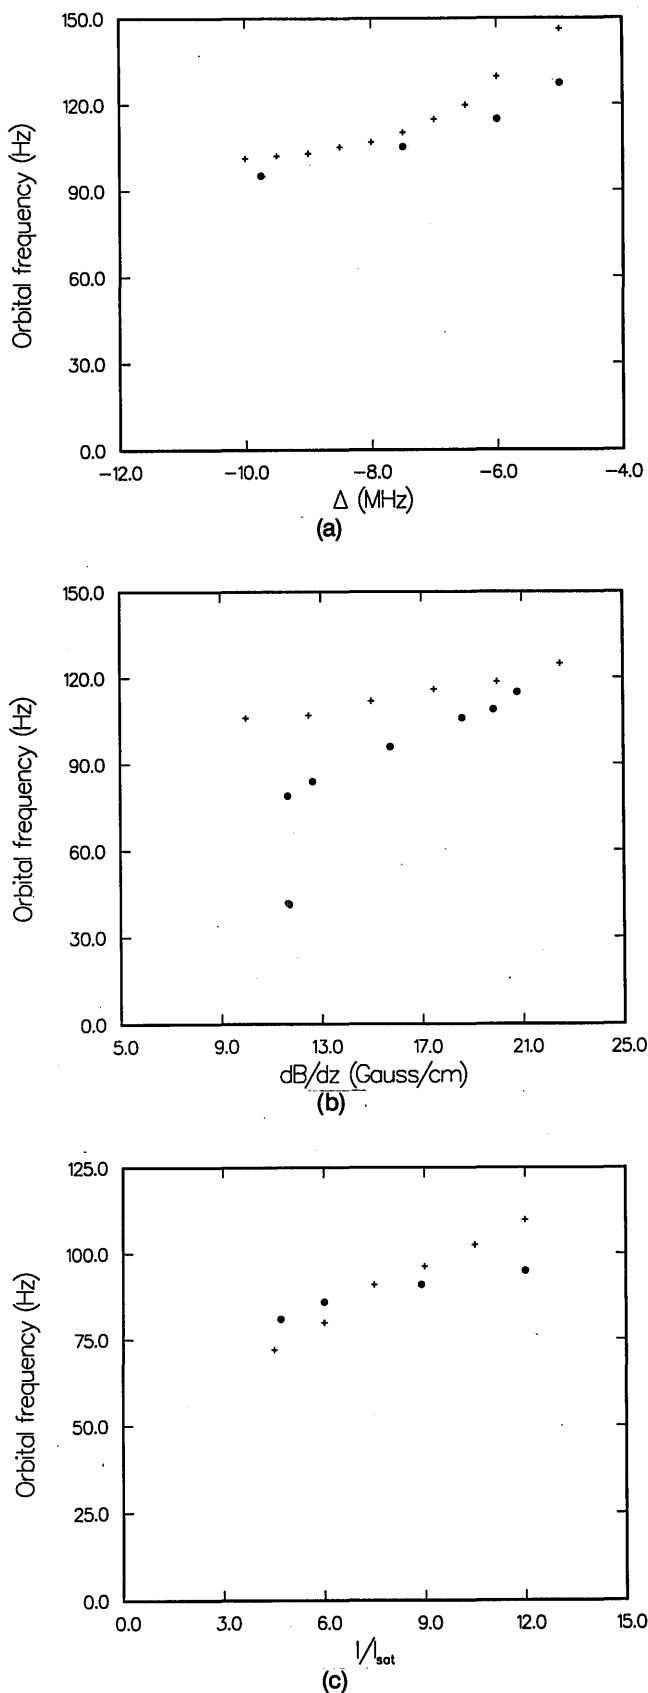 150.0
120.0
90.0
60.0
30.0
0.0
Orbital frequency (Hz)
−12.0 −10.0 −8.0 −6.0 −4.0
Δ (MHz)
(a)
150.0
120.0
90.0
60.0
30.0
0.0
Orbital frequency (Hz)
5.0 9.0 13.0 17.0 21.0 25.0
dB/dz (Gauss/cm)
(b)
125.0
100.0
75.0
50.0
25.0
0.0
Orbital frequency (Hz)
0.0 3.0 6.0 9.0 12.0 15.0
I/Isat
(c)